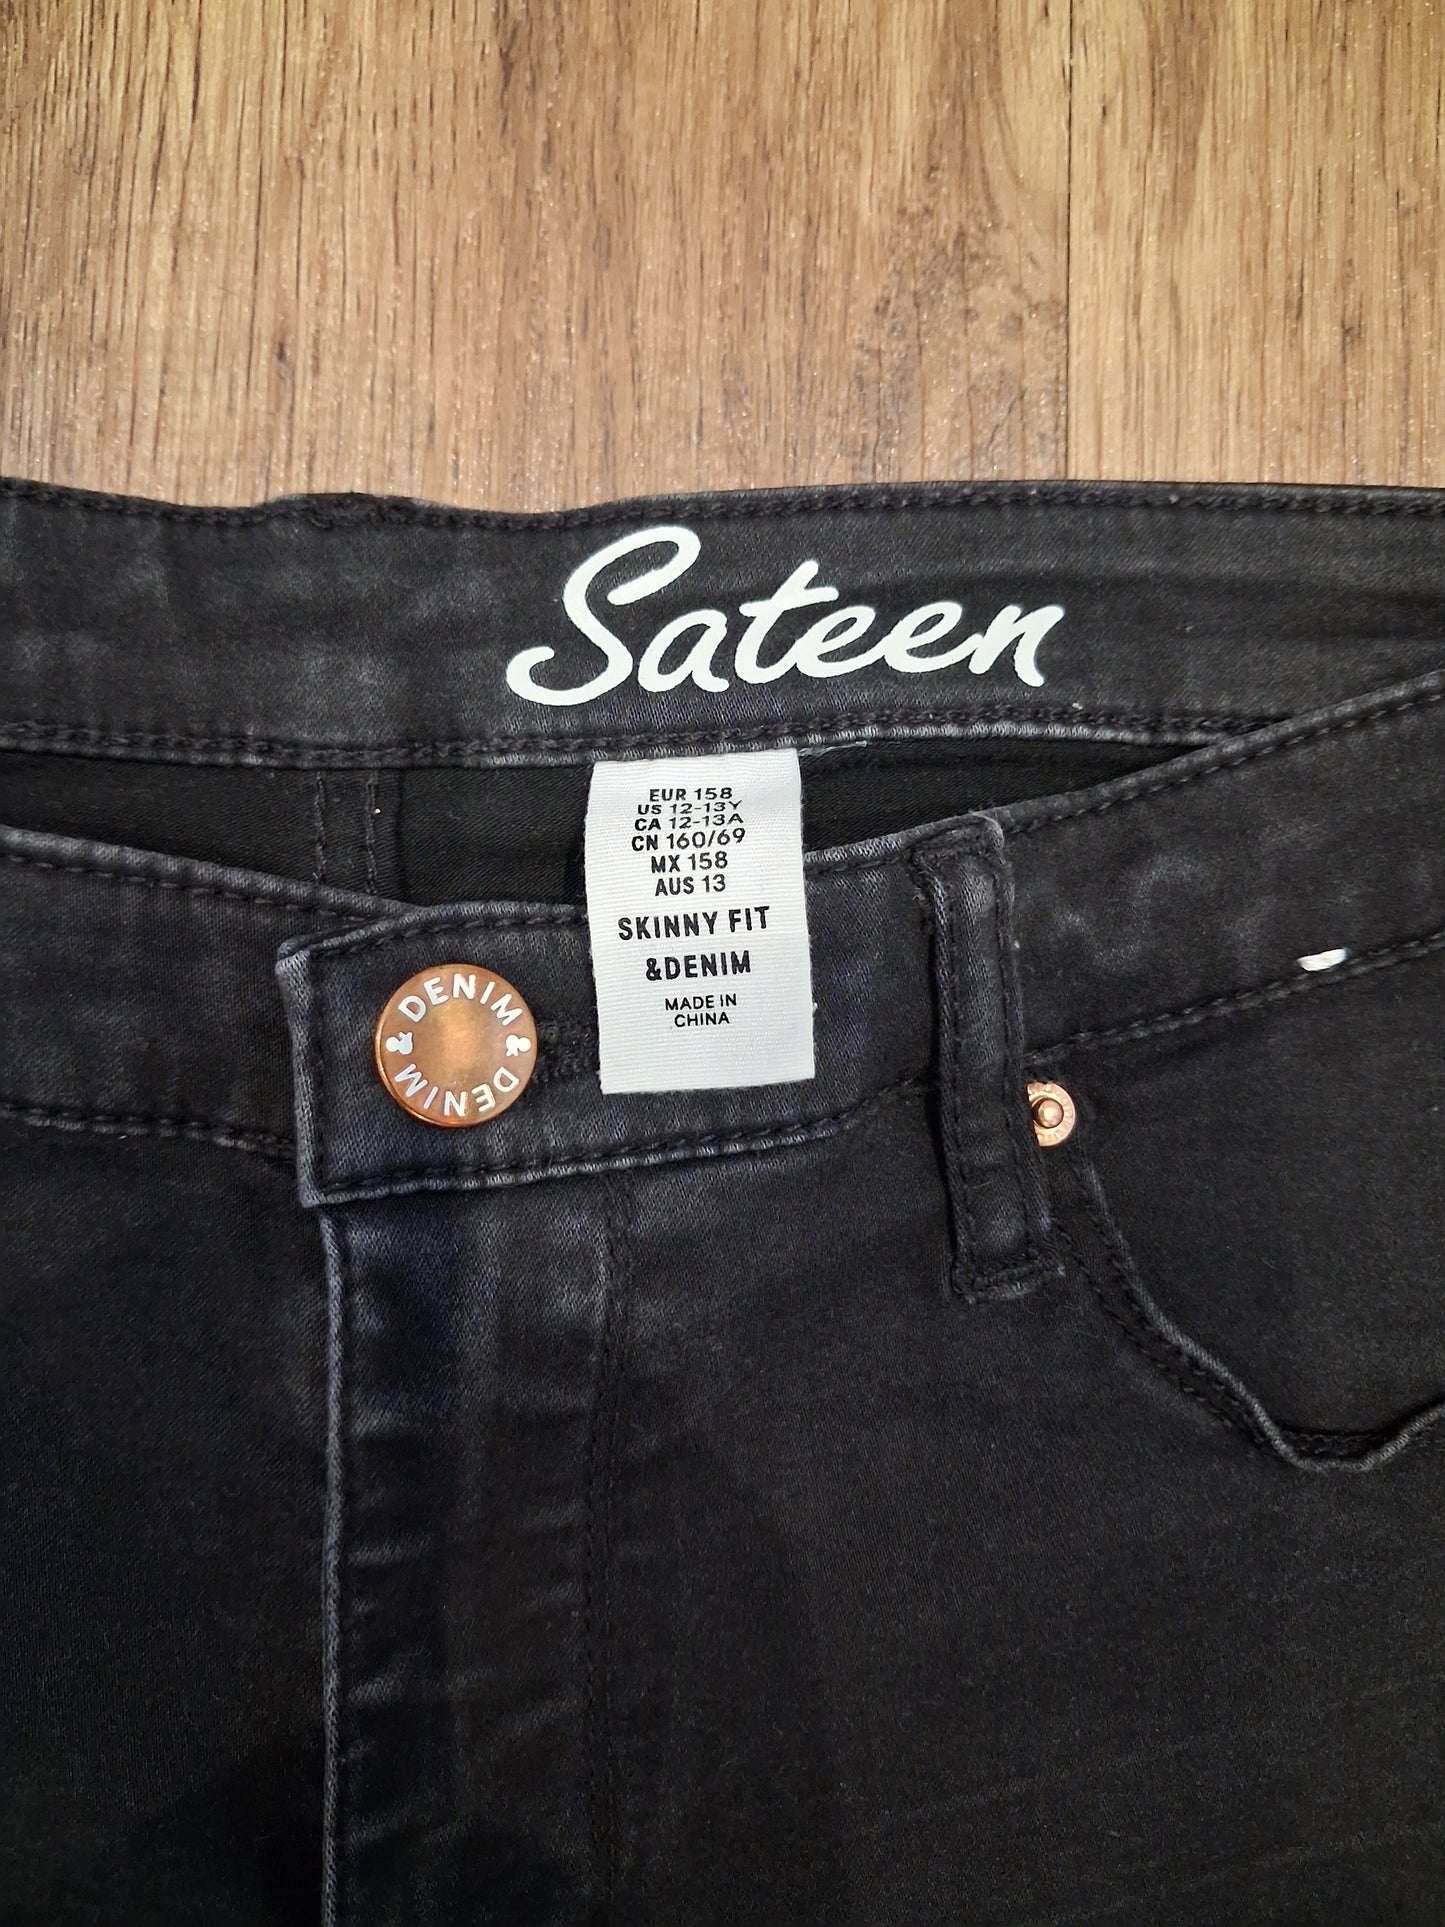 Sateen
EUR 158
US 12-13Y
CA 12-13A
CN 160/69
MX 158
AUS 13
SKINNY FIT
&DENIM
MADE IN
CHINA
& DENIM & DENIM